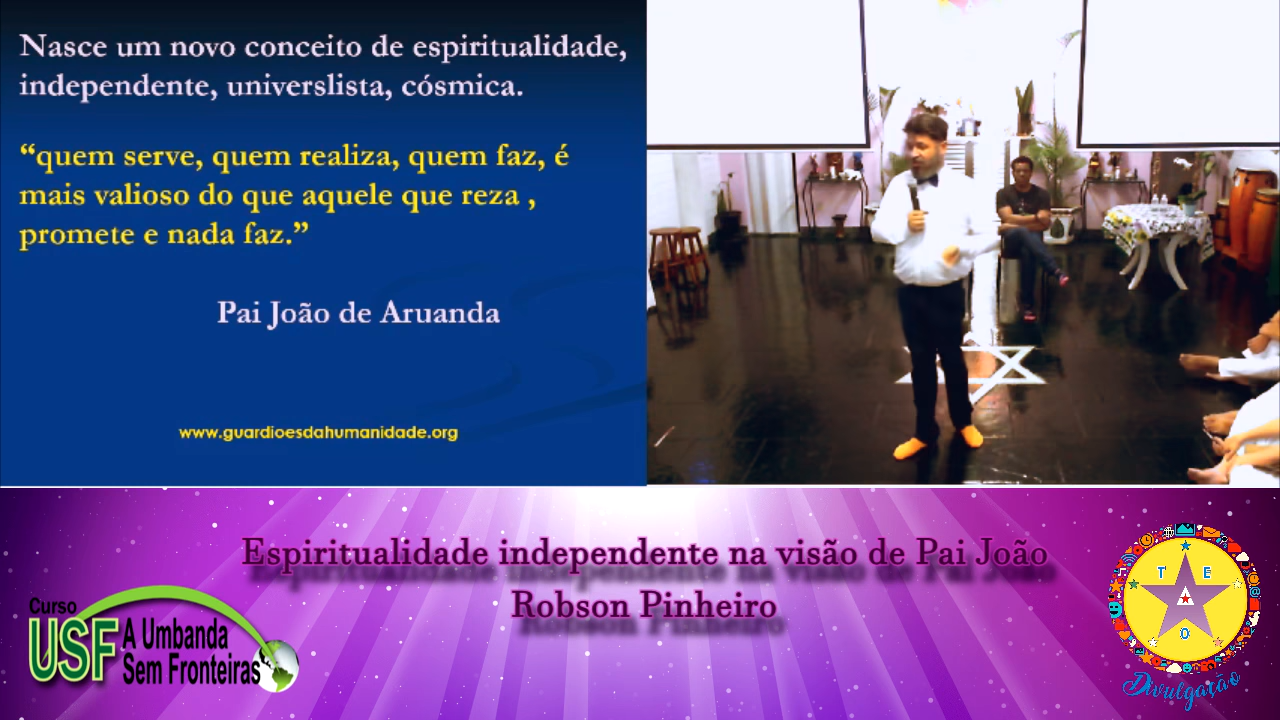 Nasce um novo conceito de espiritualidade,
independente, universlista, cósmica.
“quem serve, quem realiza, quem faz, é
mais valioso do que aquele que reza ,
promete e nada faz.”
Pai João de Aruanda
www.guardioesdahumanidade.org
Espiritualidade independente na visão de Pai João
Robson Pinheiro
Curso
USF A Umbanda
Sem Fronteiras
T E
A
O
Divulgação